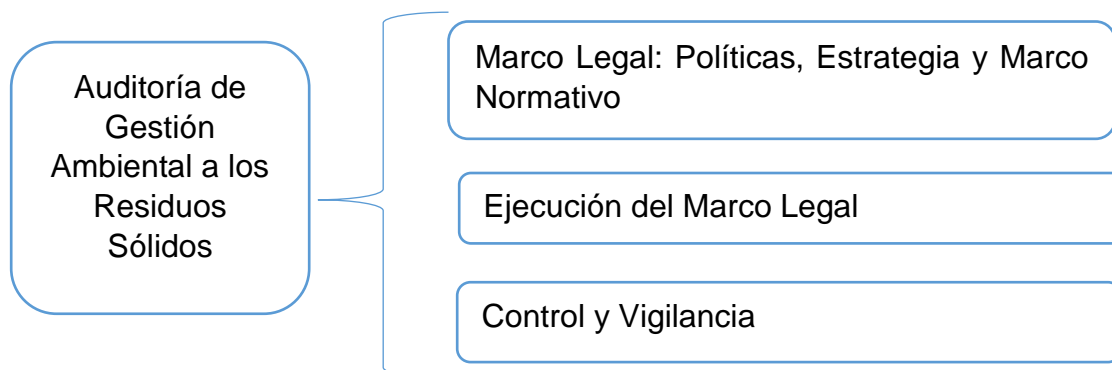 Auditoría de
Gestión
Ambiental a los
Residuos
Sólidos
Marco Legal: Políticas, Estrategia y Marco
Normativo
Ejecución del Marco Legal
Control y Vigilancia